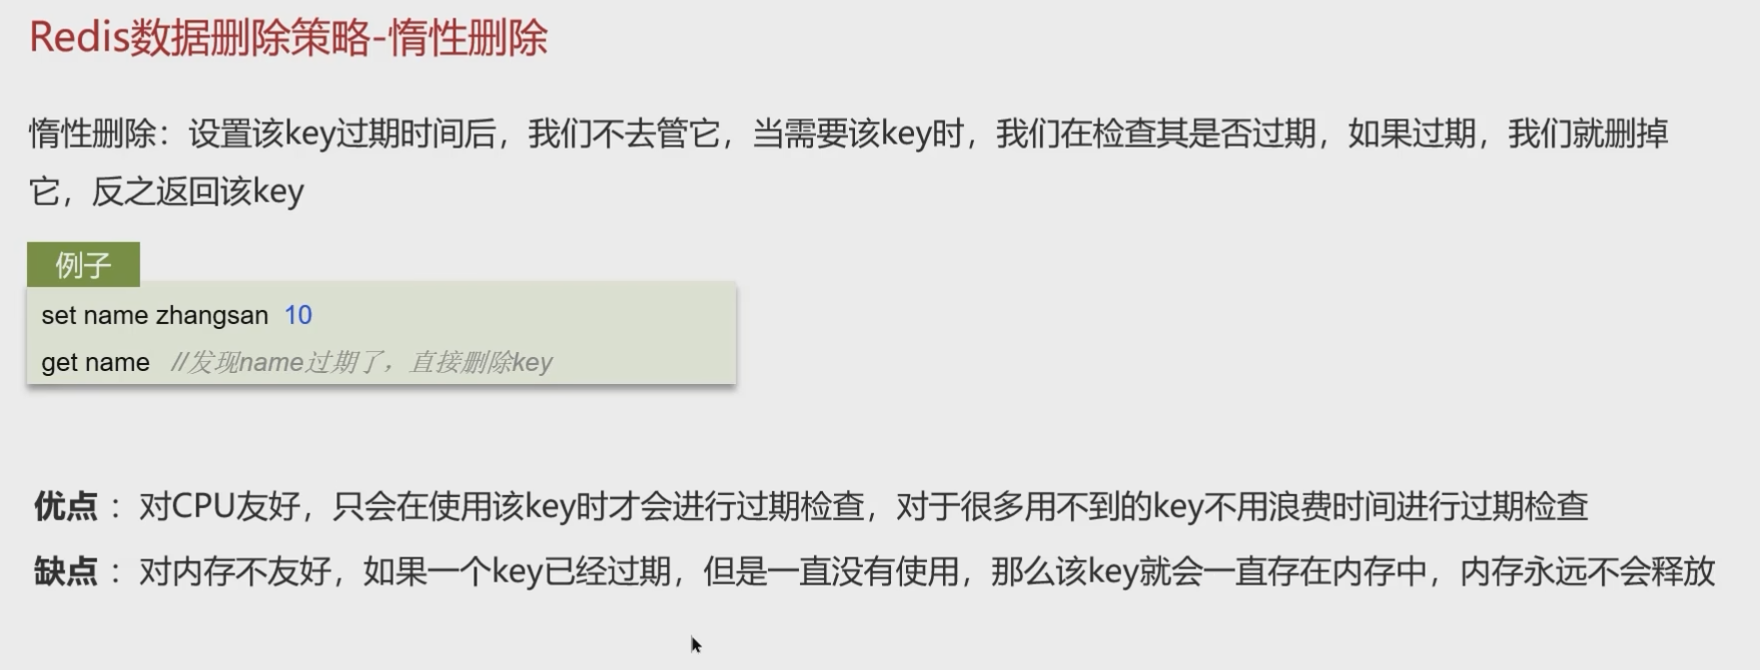 Redis数据删除策略-惰性删除
惰性删除：设置该key过期时间后，我们不去管它，当需要该key时，我们在检查其是否过期，如果过期，我们就删掉
它，反之返回该key
例子
set name zhangsan 10
get name //发现name过期了，直接删除key
优点 ：对CPU友好，只会在使用该key时才会进行过期检查，对于很多用不到的key不用浪费时间进行过期检查
缺点 ：对内存不友好，如果一个key已经过期，但是一直没有使用，那么该key就会一直存在内存中，内存永远不会释放